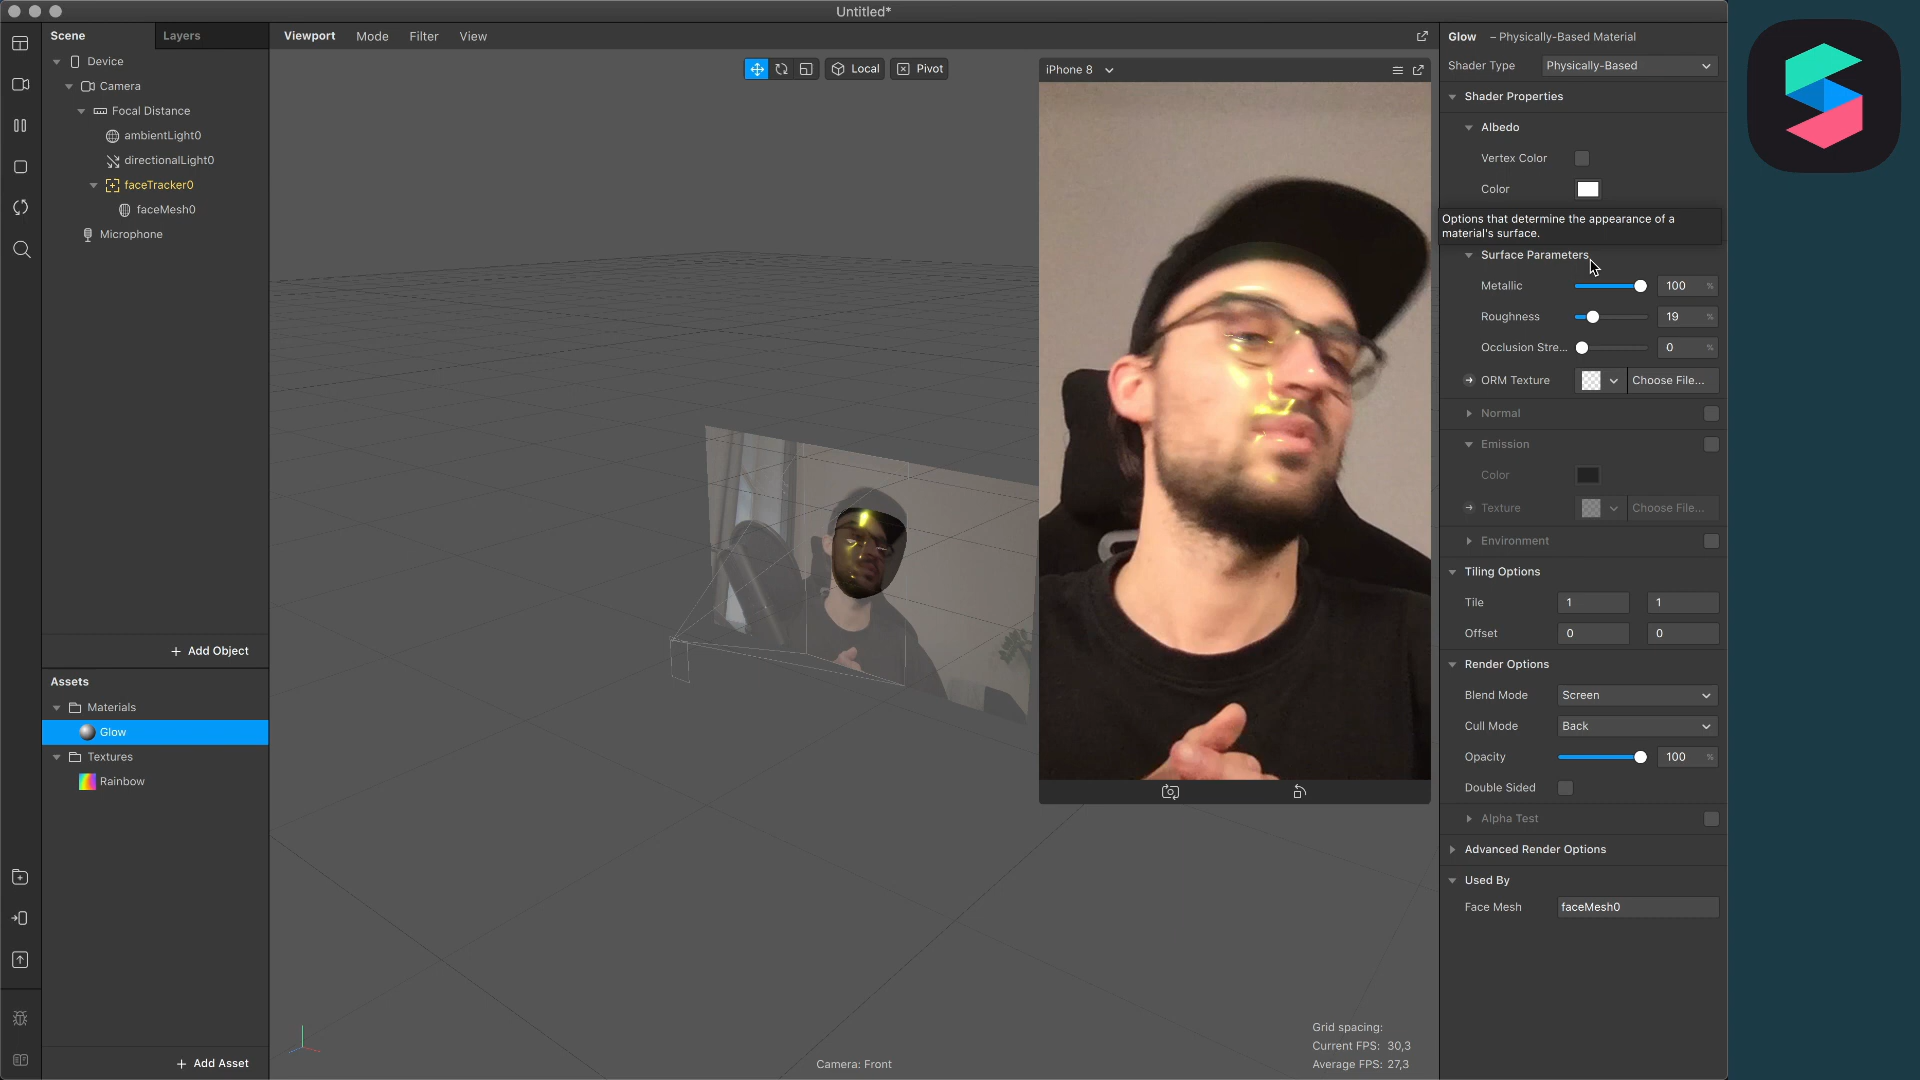 Untitled*
Scene
Layers
Device
Camera
Focal Distance
ambientLight0
directionalLight0
faceTracker0
faceMesh0
Microphone
+ Add Object
Assets
Materials
Glow
Textures
Rainbow
+ Add Asset
Viewport
Mode
Filter
View
Local
Pivot
iPhone 8
Camera: Front
Grid spacing:
Current FPS: 30,3
Average FPS: 27,3
Glow – Physically-Based Material
Shader Type Physically-Based
Shader Properties
Albedo
Vertex Color
Color
Options that determine the appearance of a
material's surface.
Surface Parameters
Metallic 100 %
Roughness 19 %
Occlusion Stre... 0 %
ORM Texture Choose File...
Normal
Emission
Color
Texture Choose File...
Environment
Tiling Options
Tile 1 1
Offset 0 0
Render Options
Blend Mode Screen
Cull Mode Back
Opacity 100 %
Double Sided
Alpha Test
Advanced Render Options
Used By
Face Mesh faceMesh0